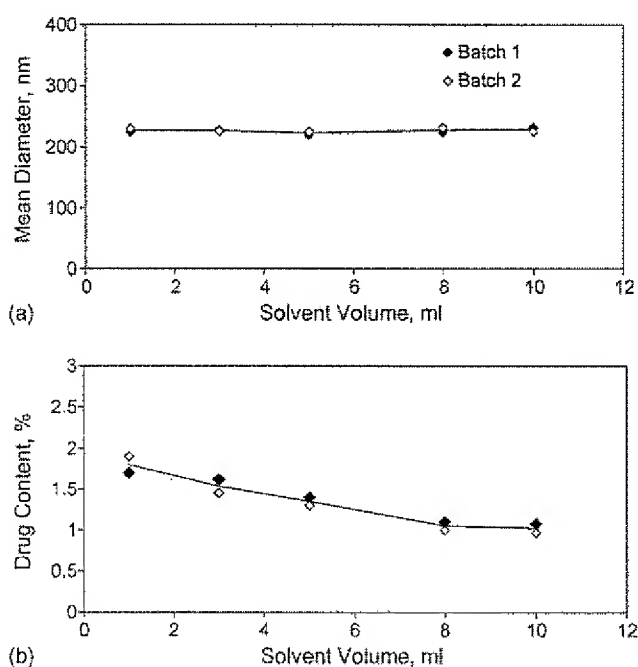 400
300
200
100
0
Mean Diameter, nm
Batch 1
Batch 2
0 2 4 6 8 10 12
(a)
Solvent Volume, ml
3
2.5
2
1.5
1
0.5
0
Drug Content, %
0 2 4 6 8 10 12
(b)
Solvent Volume, ml